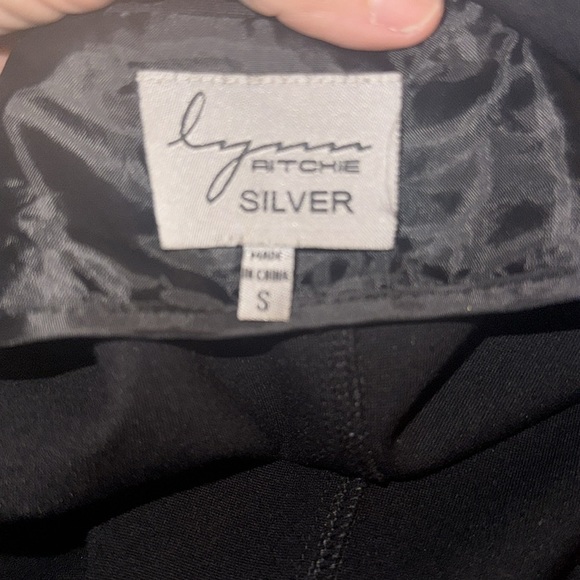 lynn
RITCHIE
SILVER
MADE
IN CHINA
S